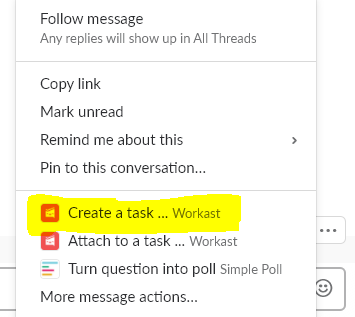 Follow message
Any replies will show up in All Threads
Copy link
Mark unread
Remind me about this
Pin to this conversation...
Create a task ... Workast
Attach to a task ... Workast
Turn question into poll Simple Poll
More message actions...